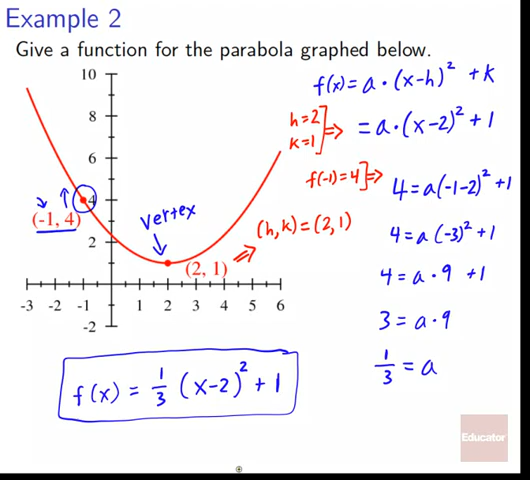 Example 2
Give a function for the parabola graphed below.
f(x) = a · (x-h)² + k
h=2
k=1
⇒ = a · (x-2)² + 1
f(-1) = 4 ⇒ 4 = a(-1-2)² + 1
4 = a(-3)² + 1
4 = a · 9 + 1
3 = a · 9
1/3 = a
10
8
6
4
2
-2
-3 -2 -1 1 2 3 4 5 6
(-1, 4)
vertex
(2, 1) ⇒ (h, k) = (2, 1)
f(x) = 1/3 (x-2)² + 1
Educator